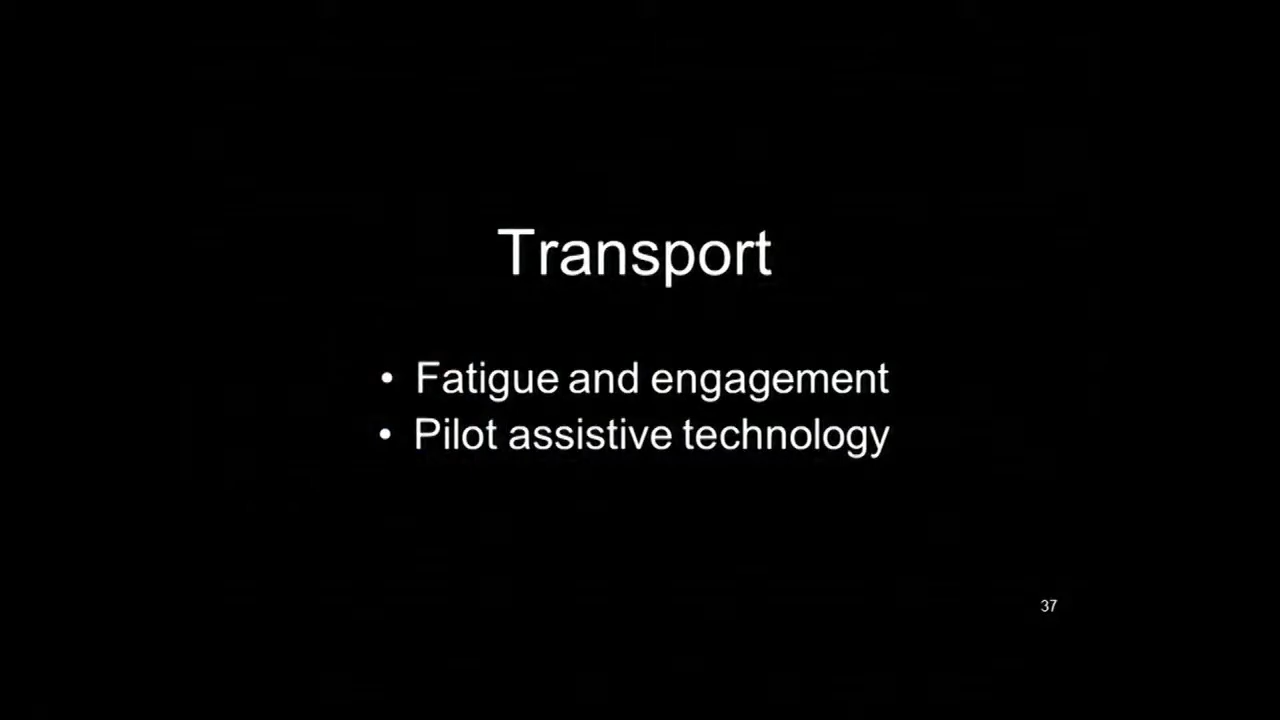 Transport
• Fatigue and engagement
• Pilot assistive technology
37